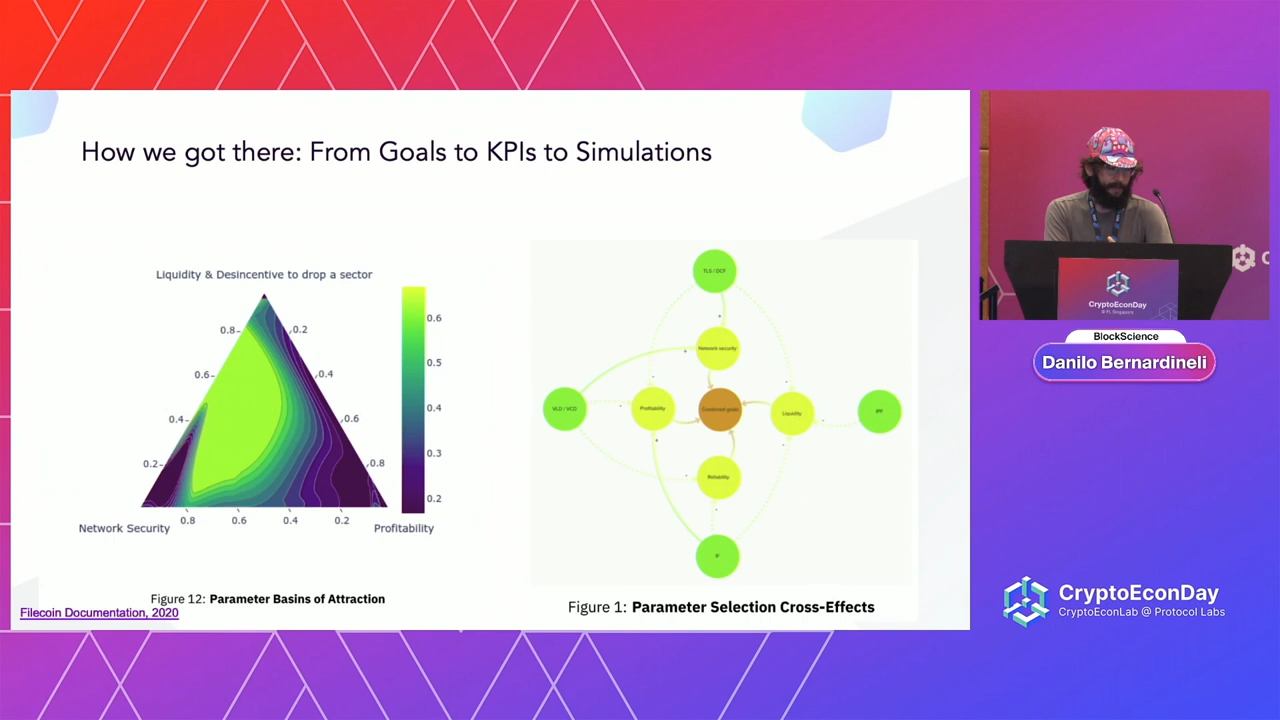 How we got there: From Goals to KPIs to Simulations
Liquidity & Desincentive to drop a sector
0.8
0.2
0.6
0.4
0.4
0.6
0.2
0.8
Network Security
0.8
0.6
0.4
0.2
Profitability
0.6
0.5
0.4
0.3
0.2
Figure 12: Parameter Basins of Attraction
Filecoin Documentation, 2020
TLS / DCF
Network security
VLD / VCD
Profitability
Combined goals
Liquidity
IPF
Reliability
IF
Figure 1: Parameter Selection Cross-Effects
CryptoEconDay
BlockScience
Danilo Bernardineli
CryptoEconDay
CryptoEconLab @ Protocol Labs